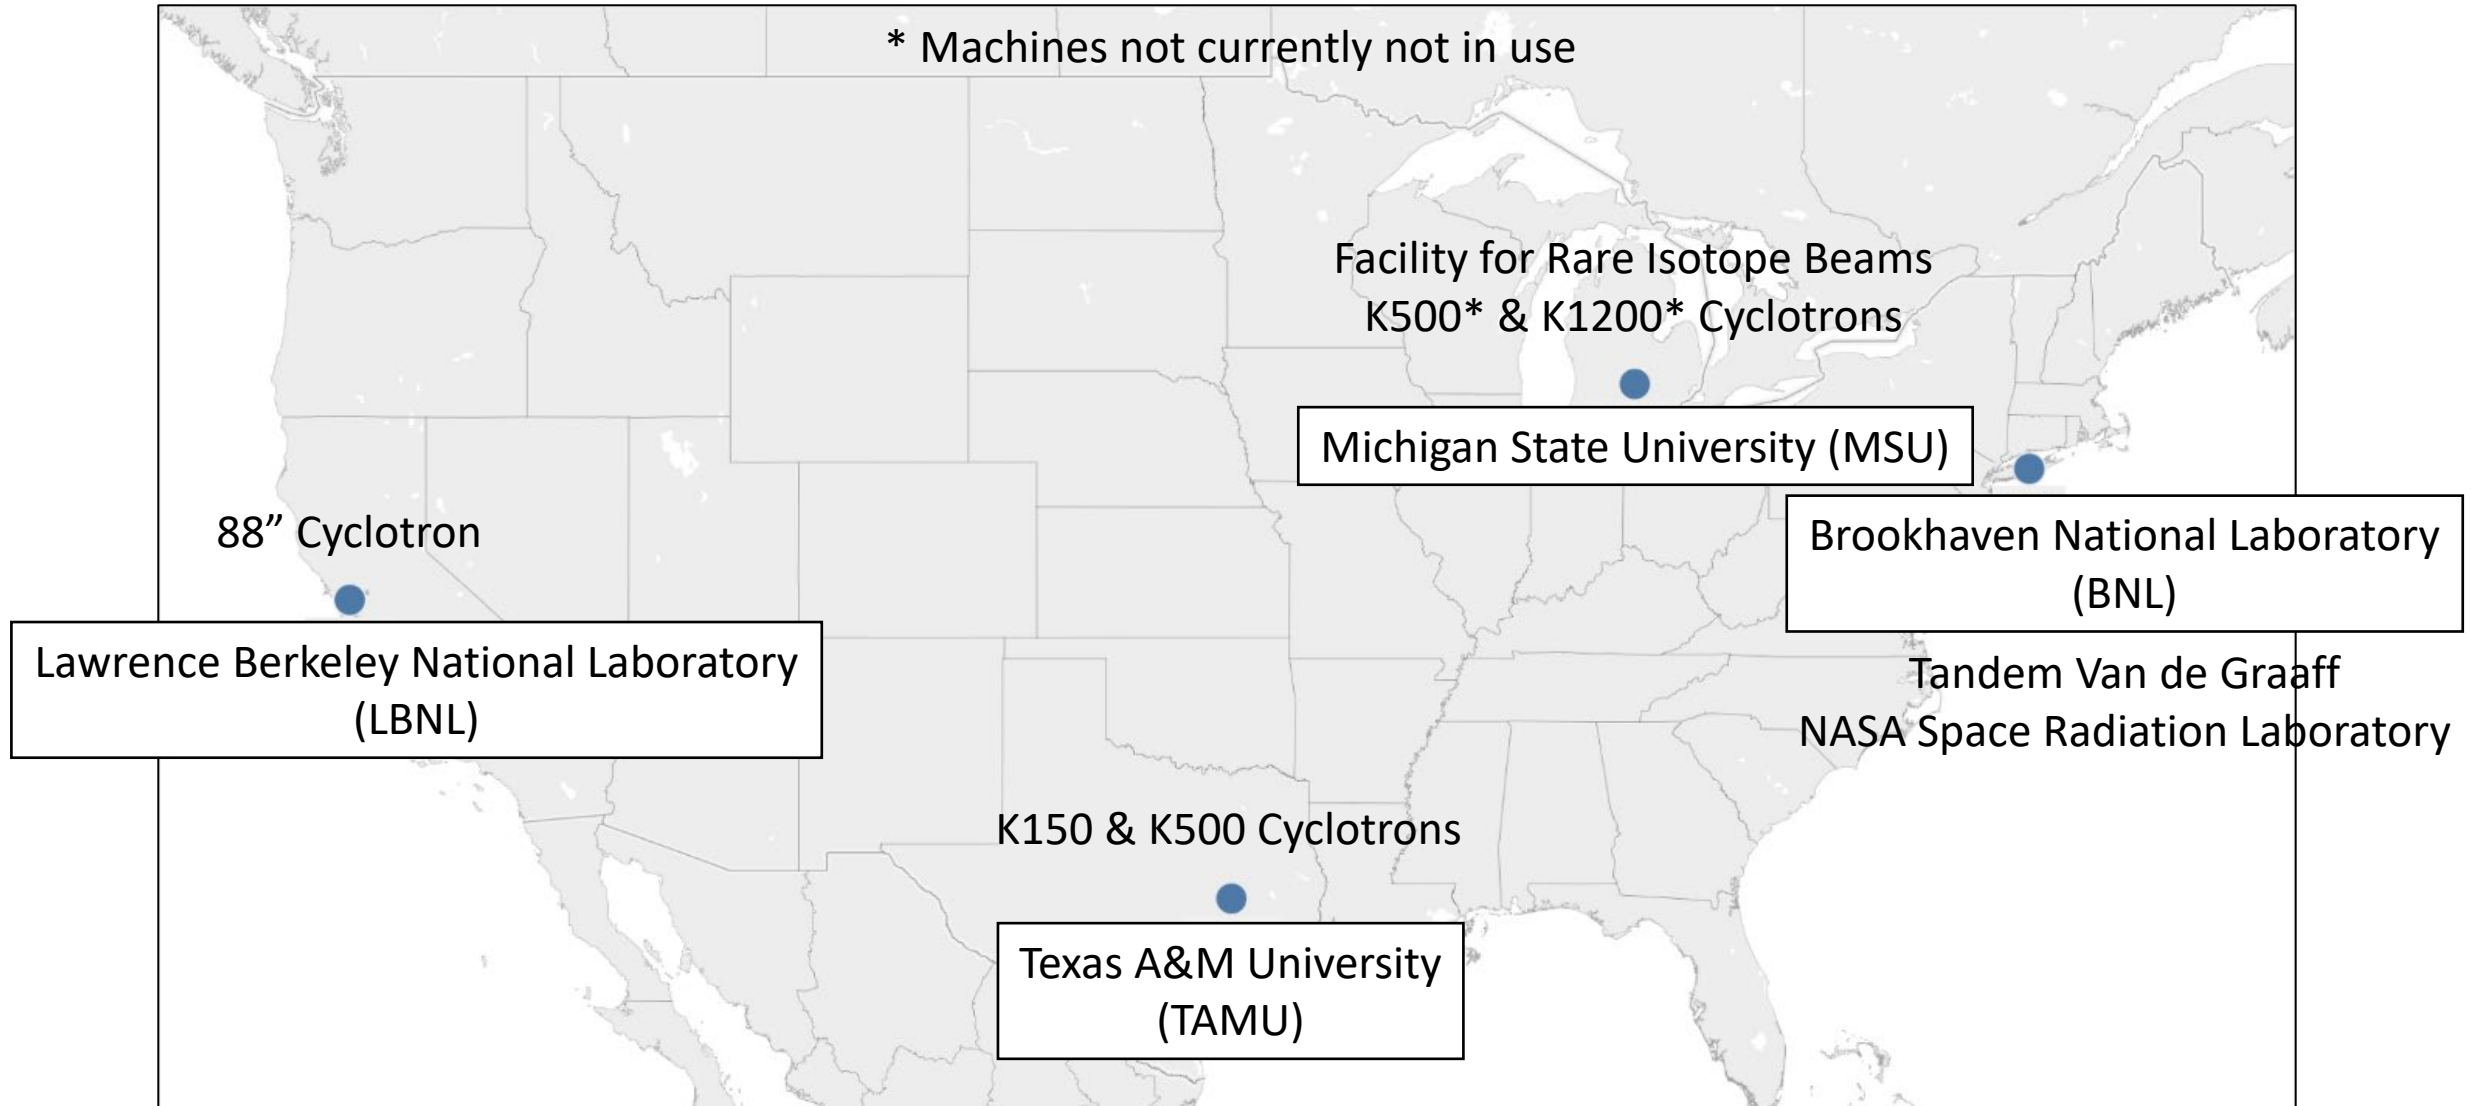 * Machines not currently not in use
Facility for Rare Isotope Beams
K500* & K1200* Cyclotrons
Michigan State University (MSU)
88” Cyclotron
Lawrence Berkeley National Laboratory
(LBNL)
Brookhaven National Laboratory
(BNL)
Tandem Van de Graaff
NASA Space Radiation Laboratory
K150 & K500 Cyclotrons
Texas A&M University
(TAMU)